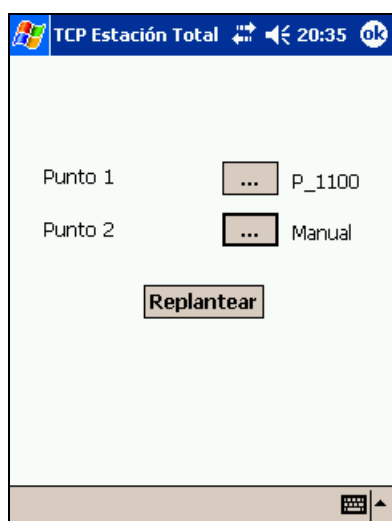 TCP Estación Total 20:35 ok
Punto 1 ... P_1100
Punto 2 ... Manual
Replantear